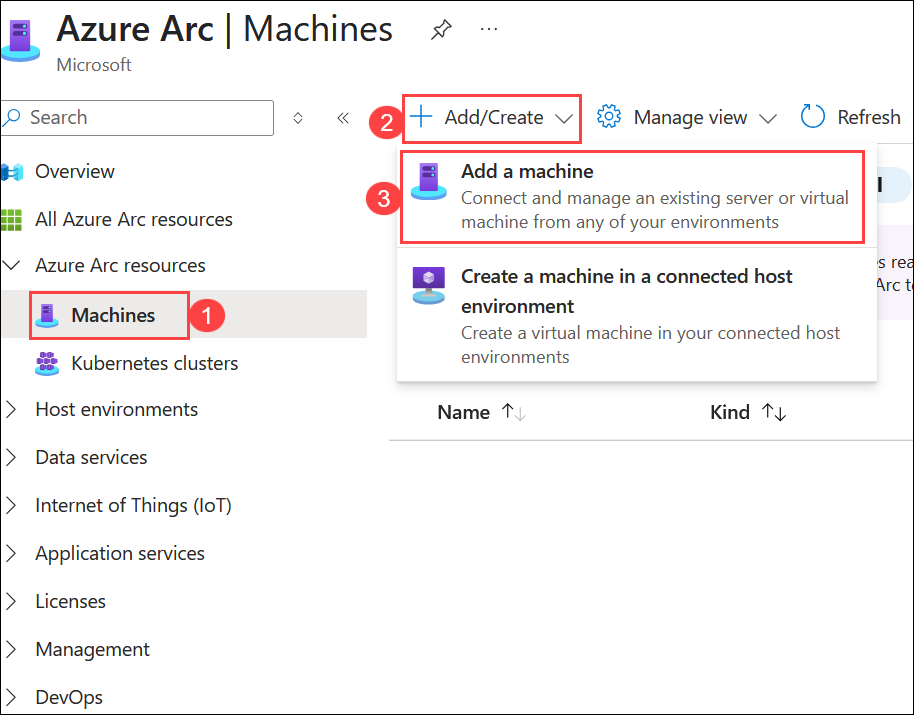 Azure Arc | Machines
Microsoft
Search
2
Add/Create
Manage view
Refresh
Overview
All Azure Arc resources
Azure Arc resources
Machines
1
Kubernetes clusters
Host environments
Data services
Internet of Things (IoT)
Application services
Licenses
Management
DevOps
3
Add a machine
Connect and manage an existing server or virtual
machine from any of your environments
Create a machine in a connected host
environment
Create a virtual machine in your connected host
environments
Arc
Name
Kind